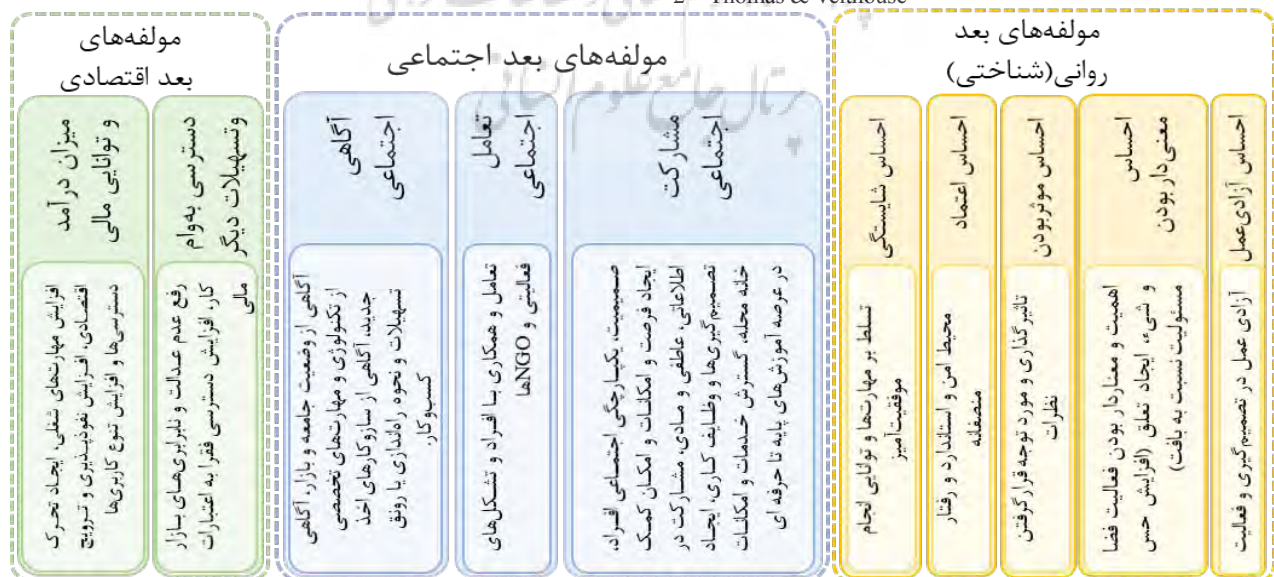 2 Thomas & Velthouse
پرتال جامع علوم انسانی
مولفه‌های بعد
روانی(شناختی)
احساس آزادی‌عمل
آزادی عمل در تصمیم‌گیری و فعالیت
احساس
معنی‌دار بودن
اهمیت و معنادار بودن فعالیت فضا
و شیء، ایجاد تعلق (افزایش حس
مسئولیت نسبت به بافت)
احساس موثربودن
تاثیرگذاری و مورد توجه قرارگرفتن
نظرات
احساس اعتماد
محیط امن و استاندارد و رفتار
منصفانه
احساس شایستگی
تسلط بر مهارت‌ها و توانایی انجام
موفقیت‌آمیز
مولفه‌های بعد اجتماعی
مشارکت
اجتماعی
صمیمیت، یکپارچگی اجتماعی افراد،
ایجاد فرصت و امکانات و امکان کمک
اطلاعاتی، عاطفی و مادی، مشارکت در
تصمیم‌گیری‌ها و وظایف کاری، ایجاد
خانه محله، گسترش خدمات و امکانات
در عرصه آموزش‌های پایه تا حرفه ای
تعامل
اجتماعی
تعامل و همکاری با افراد و تشکل‌های
فعالیتی و NGOها
آگاهی
اجتماعی
آگاهی از وضعیت جامعه و بازار، آگاهی
از تکنولوژی و مهارت‌های تخصصی
جدید، آگاهی از سازوکارهای اخذ
تسهیلات و نحوه راه‌اندازی یا رونق
کسب‌وکار
مولفه‌های
بعد اقتصادی
دسترسی به‌وام
وتسهیلات دیگر
مالی
رفع عدم عدالت و نابرابری‌های بازار
کار، افزایش دسترسی فقرا به اعتبارات
میزان درآمد
و توانایی مالی
افزایش مهارت‌های شغلی، ایجاد تحرک
اقتصادی، افزایش نفوذپذیری و ترویج
دسترسی‌ها و افزایش تنوع کاربری‌ها